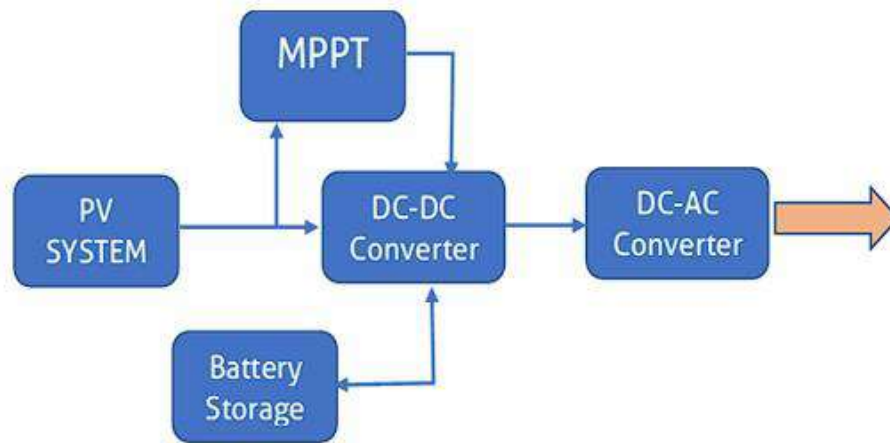 MPPT
PV
SYSTEM
DC-DC
Converter
DC-AC
Converter
Battery
Storage